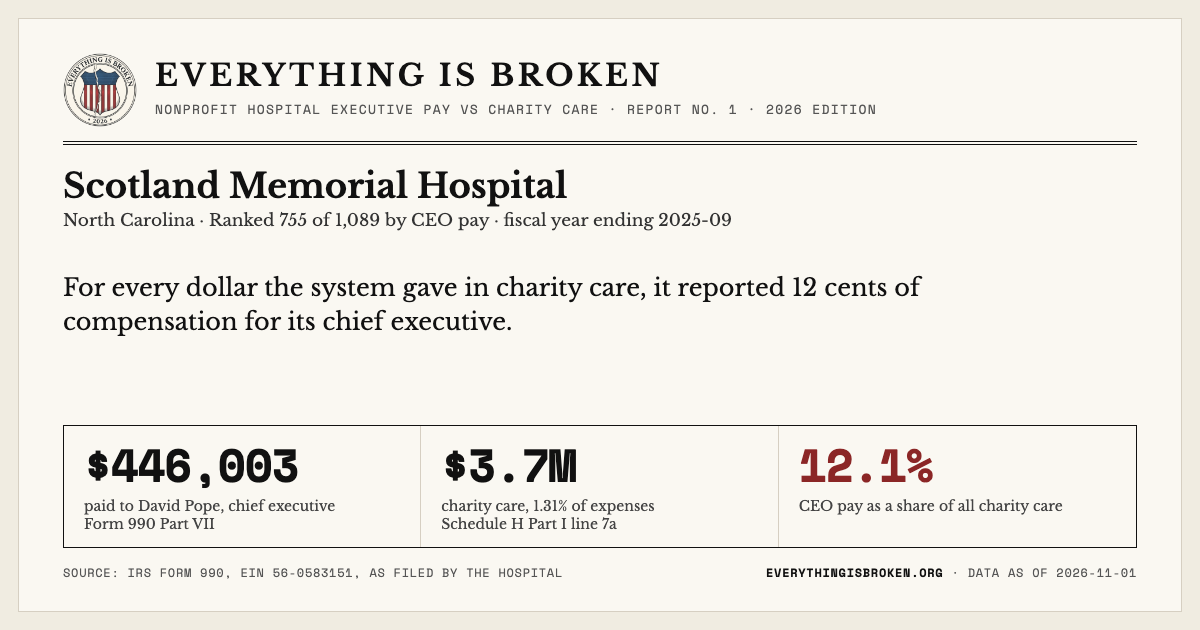 EVERYTHING IS BROKEN
· 2026 ·
EVERYTHING IS BROKEN
NONPROFIT HOSPITAL EXECUTIVE PAY VS CHARITY CARE · REPORT NO. 1 · 2026 EDITION
Scotland Memorial Hospital
North Carolina · Ranked 755 of 1,089 by CEO pay · fiscal year ending 2025-09
For every dollar the system gave in charity care, it reported 12 cents of
compensation for its chief executive.
$446,003
paid to David Pope, chief executive
Form 990 Part VII
$3.7M
charity care, 1.31% of expenses
Schedule H Part I line 7a
12.1%
CEO pay as a share of all charity care
SOURCE: IRS FORM 990, EIN 56-0583151, AS FILED BY THE HOSPITAL
EVERYTHINGISBROKEN.ORG · DATA AS OF 2026-11-01